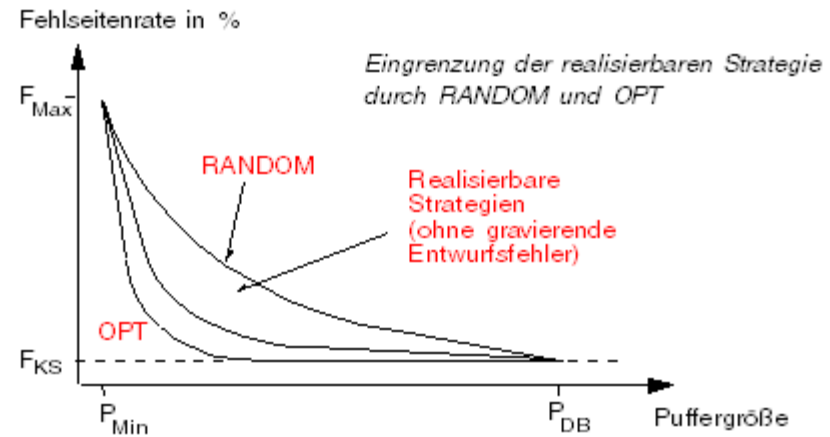 Fehlseitenrate in %
Eingrenzung der realisierbaren Strategie
durch RANDOM und OPT
FMax
RANDOM
Realisierbare
Strategien
(ohne gravierende
Entwurfsfehler)
OPT
FKS
PMin
PDB
Puffergröße